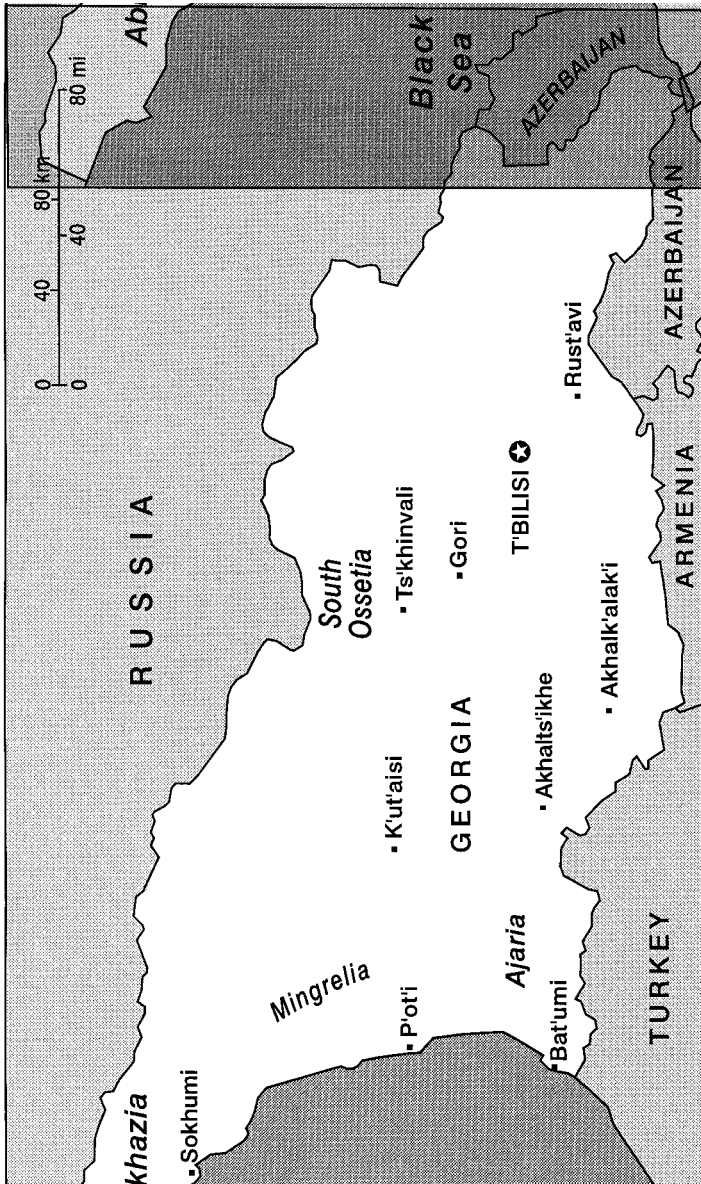 Ab
Black
Sea
AZERBAIJAN
80 mi
80 km
40
40
0
0
RUSSIA
AZERBAIJAN
Rust'avi
T'BILISI
ARMENIA
South
Ossetia
Ts'khinvali
Gori
Akhalk'alak'i
Akhalts'ikhe
GEORGIA
K'ut'aisi
Mingrelia
Ajaria
P'ot'i
Bat'umi
TURKEY
khazia
Sokhumi